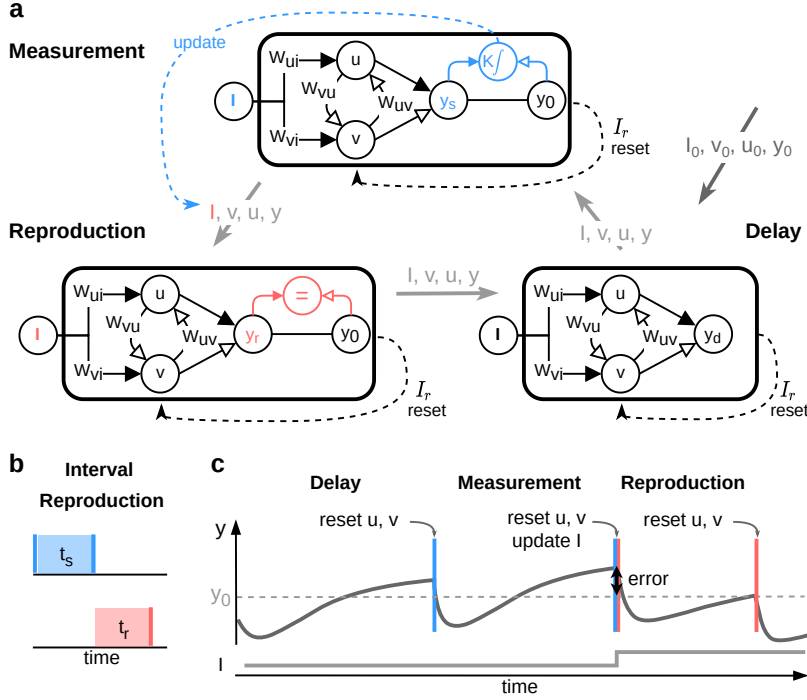 a
Measurement
update
I
W_ui
W_vi
u
v
W_vu
W_uv
y_s
K∫
y_0
I_r
reset
I_0, v_0, u_0, y_0
I, v, u, y
I, v, u, y
Reproduction
Delay
I, v, u, y
I
W_ui
W_vi
u
v
W_vu
W_uv
y_r
=
y_0
I_r
reset
I
W_ui
W_vi
u
v
W_vu
W_uv
y_d
I_r
reset
b
Interval
Reproduction
t_s
t_r
time
c
Delay Measurement Reproduction
reset u, v reset u, v reset u, v
update I
y
error
y_0
I
time